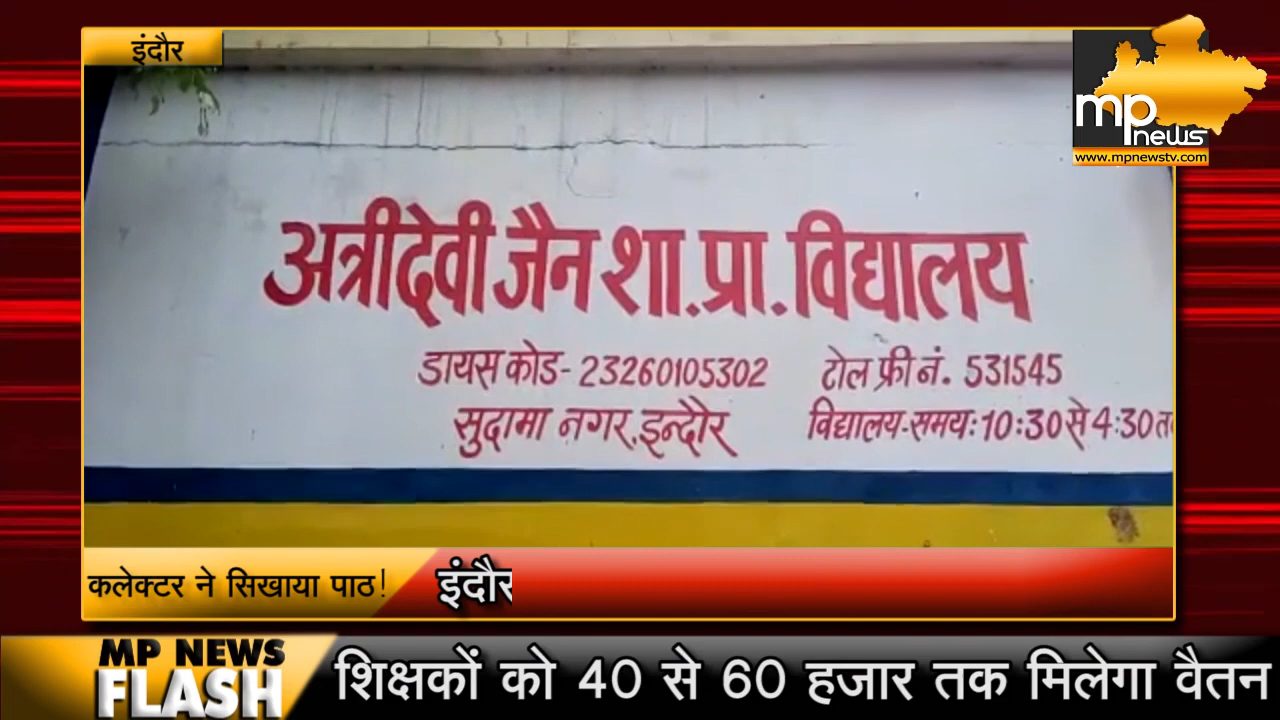 इंदौर
mp news
www.mpnewstv.com
अत्रीदेवी जैन शा.प्रा. विद्यालय
डायस कोड- 23260105302 टोल फ्री नं. 531545
सुदामा नगर, इन्दौर विद्यालय-समय: 10:30 से 4:30 त
कलेक्टर ने सिखाया पाठ! इंदौर
MP NEWS
FLASH
शिक्षकों को 40 से 60 हजार तक मिलेगा वैतन